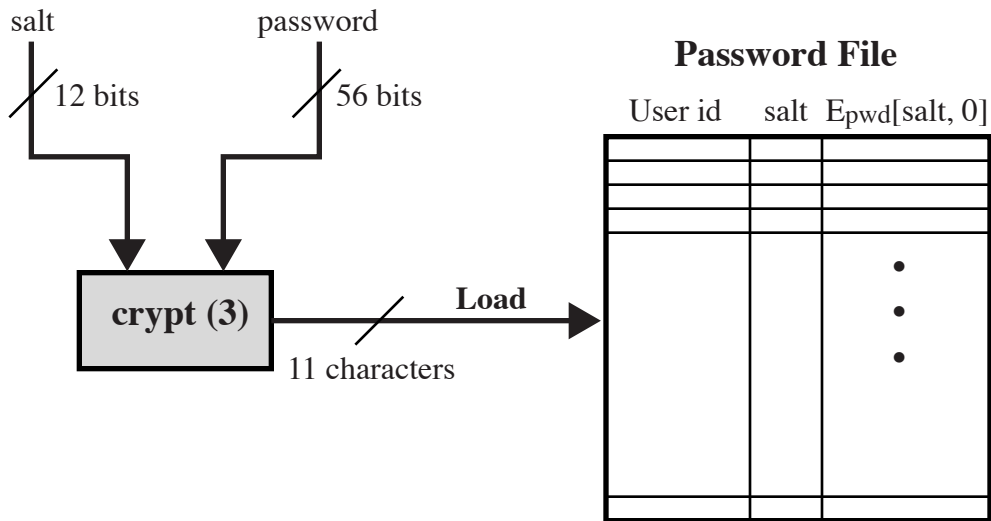 salt
password
12 bits
56 bits
crypt (3)
Load
11 characters
Password File
User id salt Epwd[salt, 0]